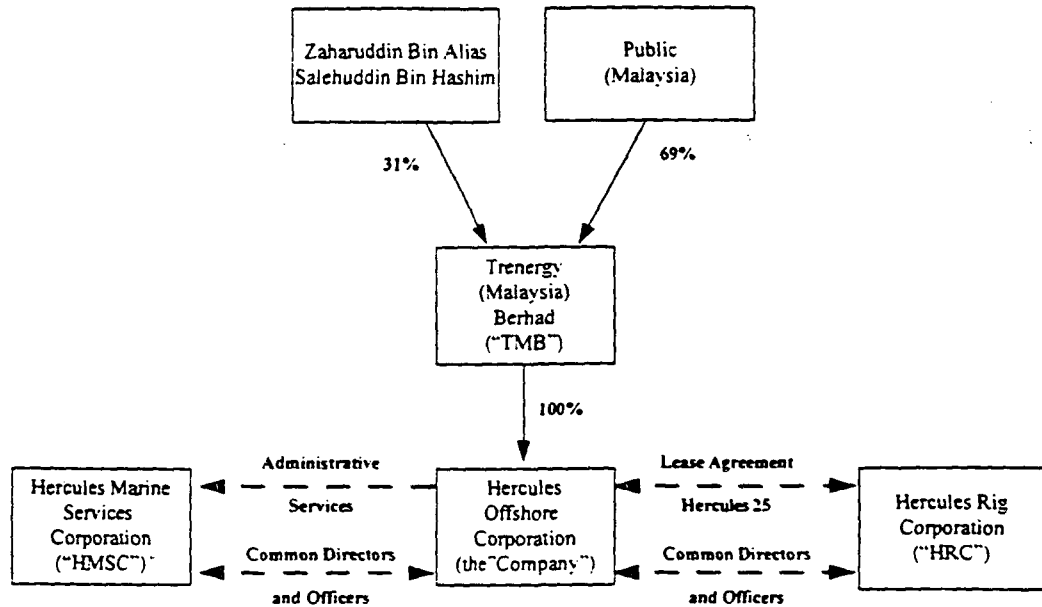 Zaharuddin Bin Alias
Salehuddin Bin Hashim
Public
(Malaysia)
31%
69%
Trenergy
(Malaysia)
Berhad
("TMB")
100%
Administrative
Services
Lease Agreement
Hercules 25
Hercules Marine
Services
Corporation
("HMSC")'
Hercules
Offshore
Corporation
(the"Company")
Hercules Rig
Corporation
("HRC")
Common Directors
and Officers
Common Directors
and Officers